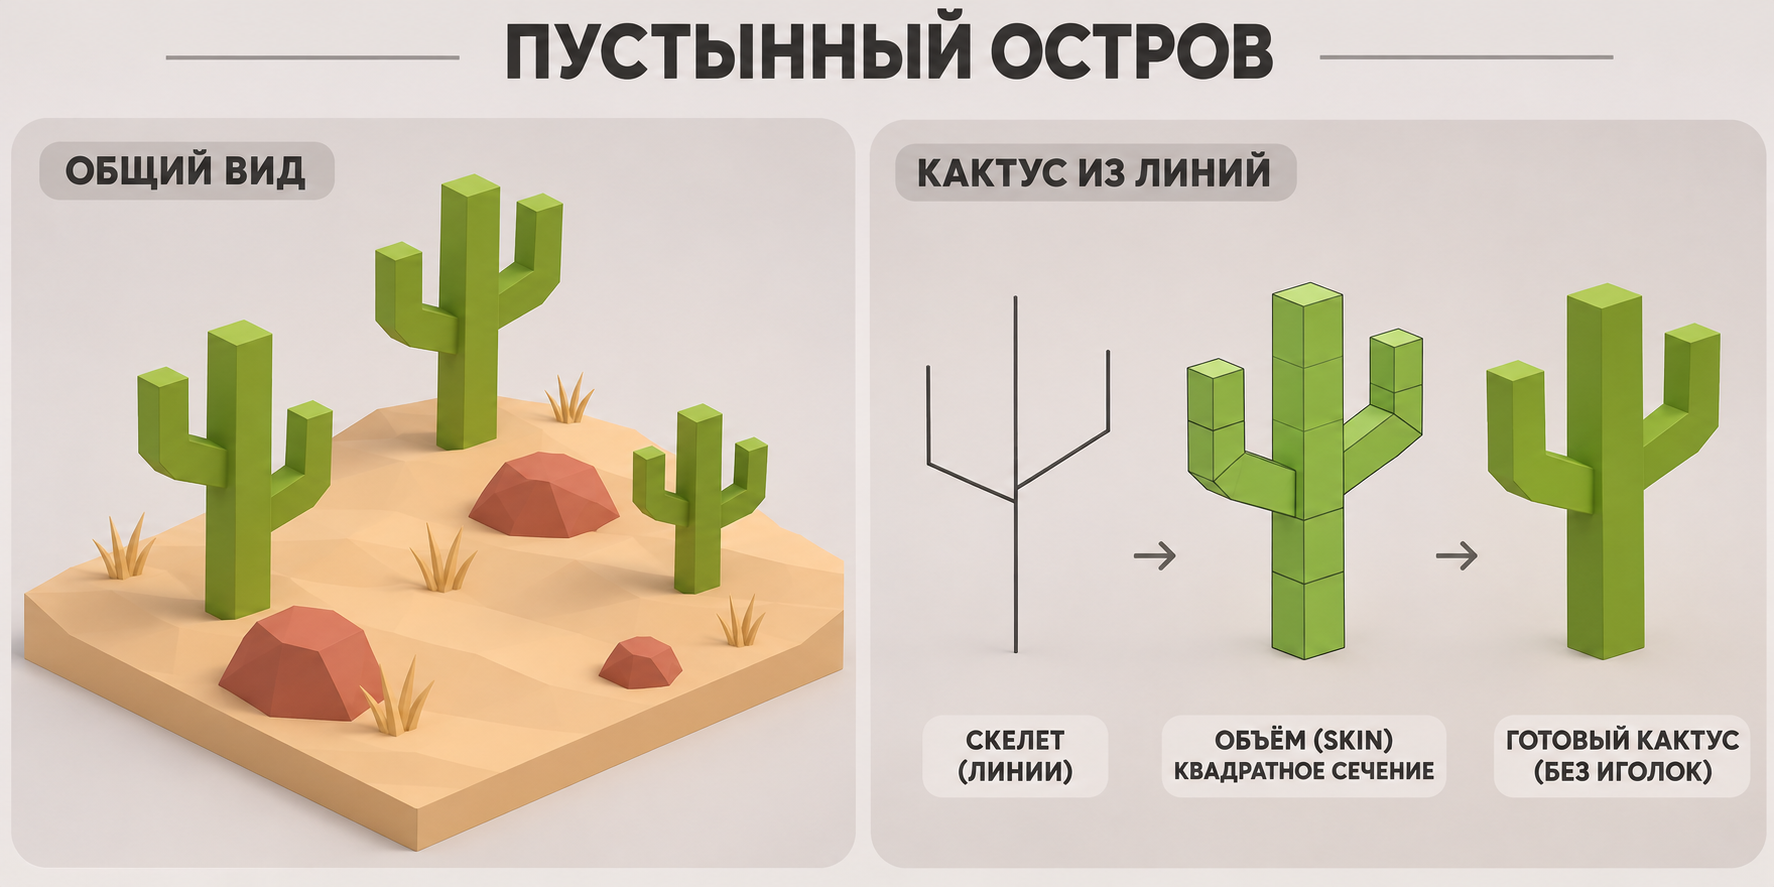 ПУСТЫННЫЙ ОСТРОВ
ОБЩИЙ ВИД
КАКТУС ИЗ ЛИНИЙ
СКЕЛЕТ
(ЛИНИИ)
ОБЪЁМ (SKIN)
КВАДРАТНОЕ СЕЧЕНИЕ
ГОТОВЫЙ КАКТУС
(БЕЗ ИГОЛОК)